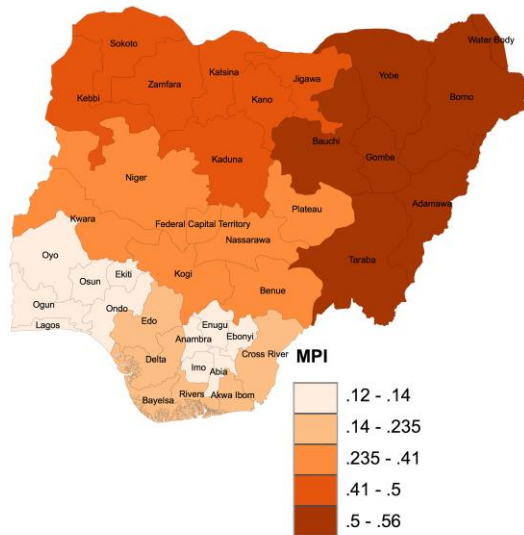 Water Body
Sokoto
Katsina
Jigawa
Yobe
Zamfara
Borno
Kebbi
Kano
Bauchi
Kaduna
Gombe
Niger
Adamawa
Plateau
Kwara
Federal Capital Territory
Nassarawa
Oyo
Taraba
Ekiti
Kogi
Osun
Benue
Ogun
Ondo
Edo
Enugu
Lagos
Anambra
Ebonyi
Cross River
Delta
Imo
Abia
Bayelsa
Rivers
Akwa Ibom
MPI
.12 - .14
.14 - .235
.235 - .41
.41 - .5
.5 - .56